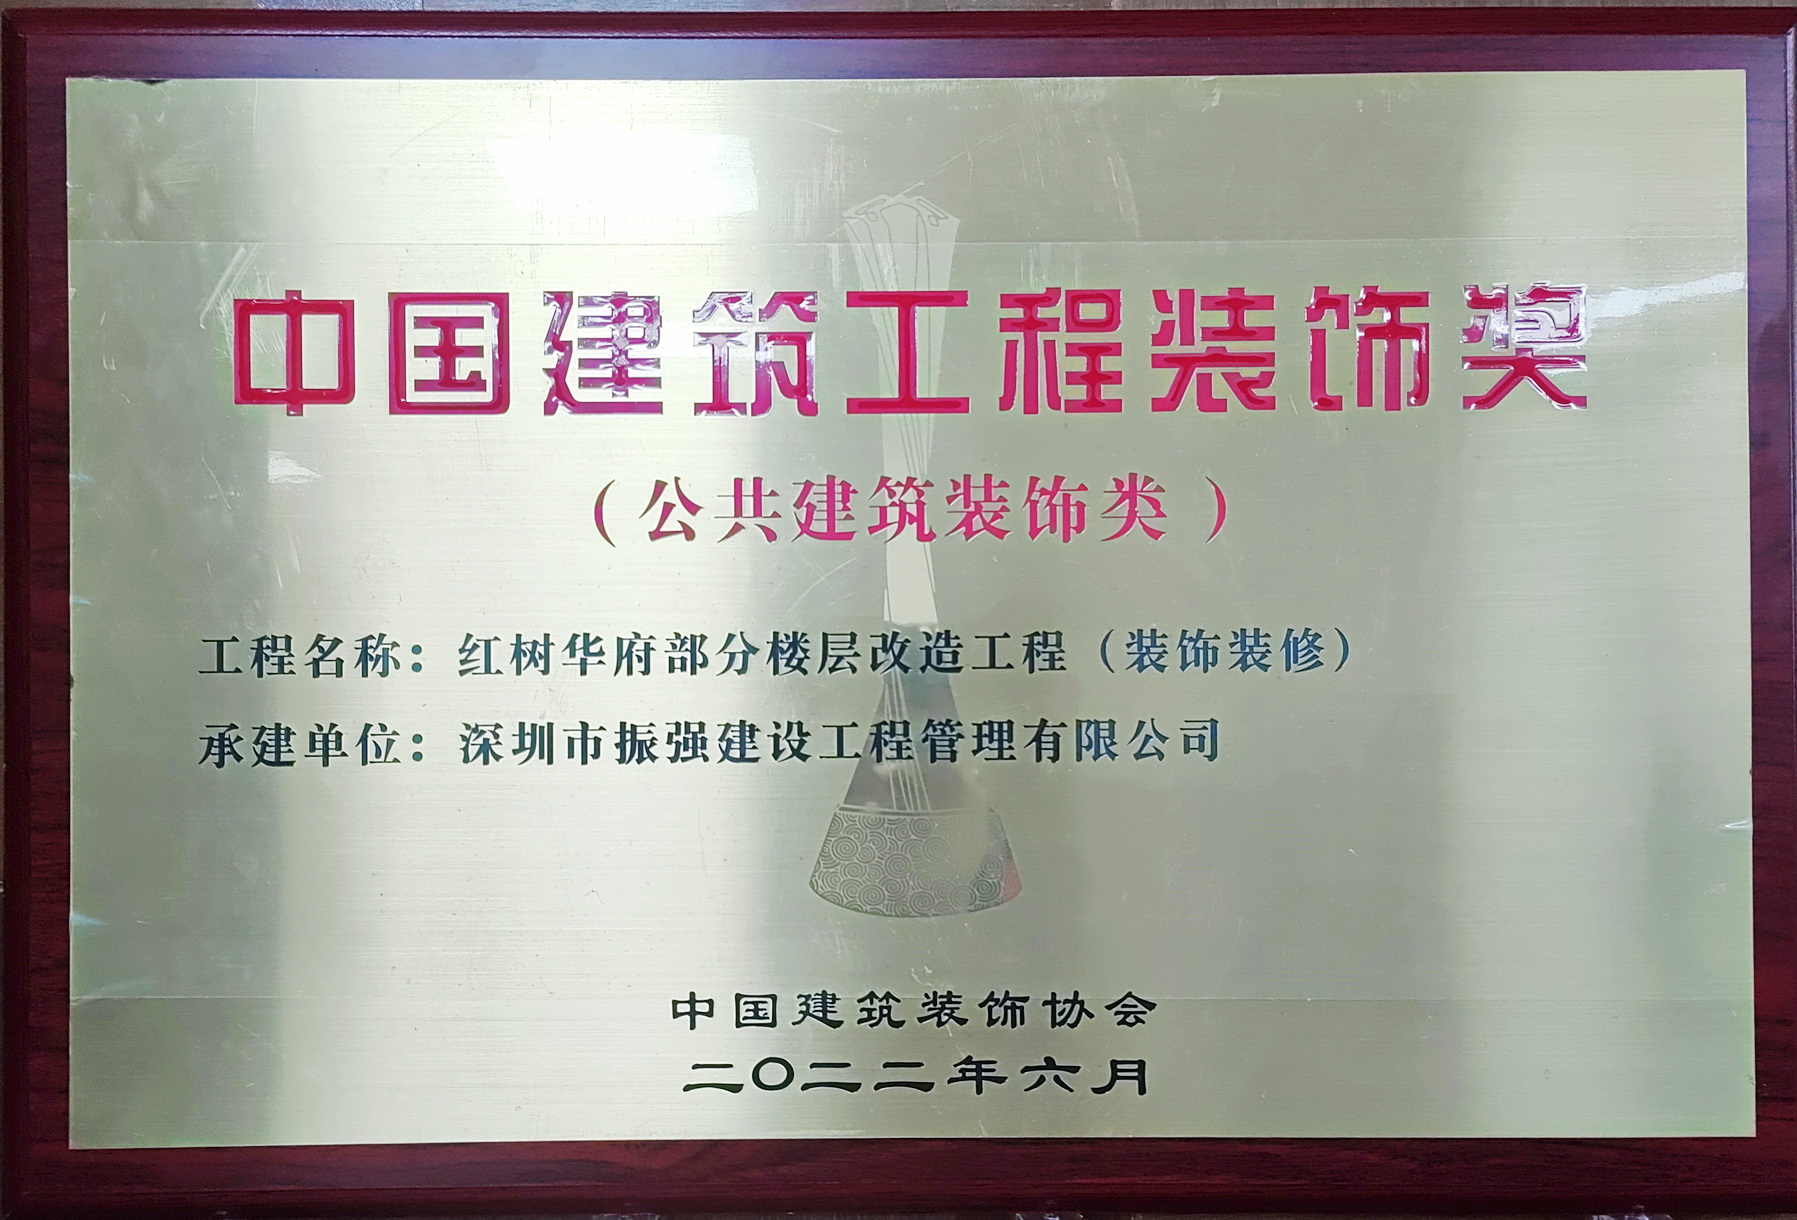 中国建筑工程装饰奖
（公共建筑装饰类）
工程名称：红树华府部分楼层改造工程（装饰装修）
承建单位：深圳市振强建设工程管理有限公司
中国建筑装饰协会
二〇二二年六月